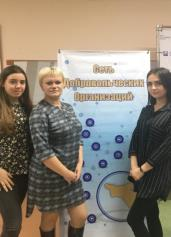 Сеть
Добровольческих
Организаций